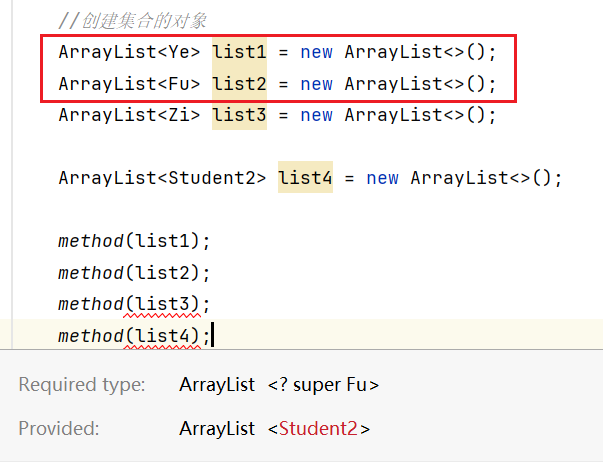 //创建集合的对象
ArrayList<Ye> list1 = new ArrayList<>();
ArrayList<Fu> list2 = new ArrayList<>();
ArrayList<Zi> list3 = new ArrayList<>();
ArrayList<Student2> list4 = new ArrayList<>();
method(list1);
method(list2);
method(list3);
method(list4);
Required type: ArrayList <? super Fu>
Provided: ArrayList <Student2>